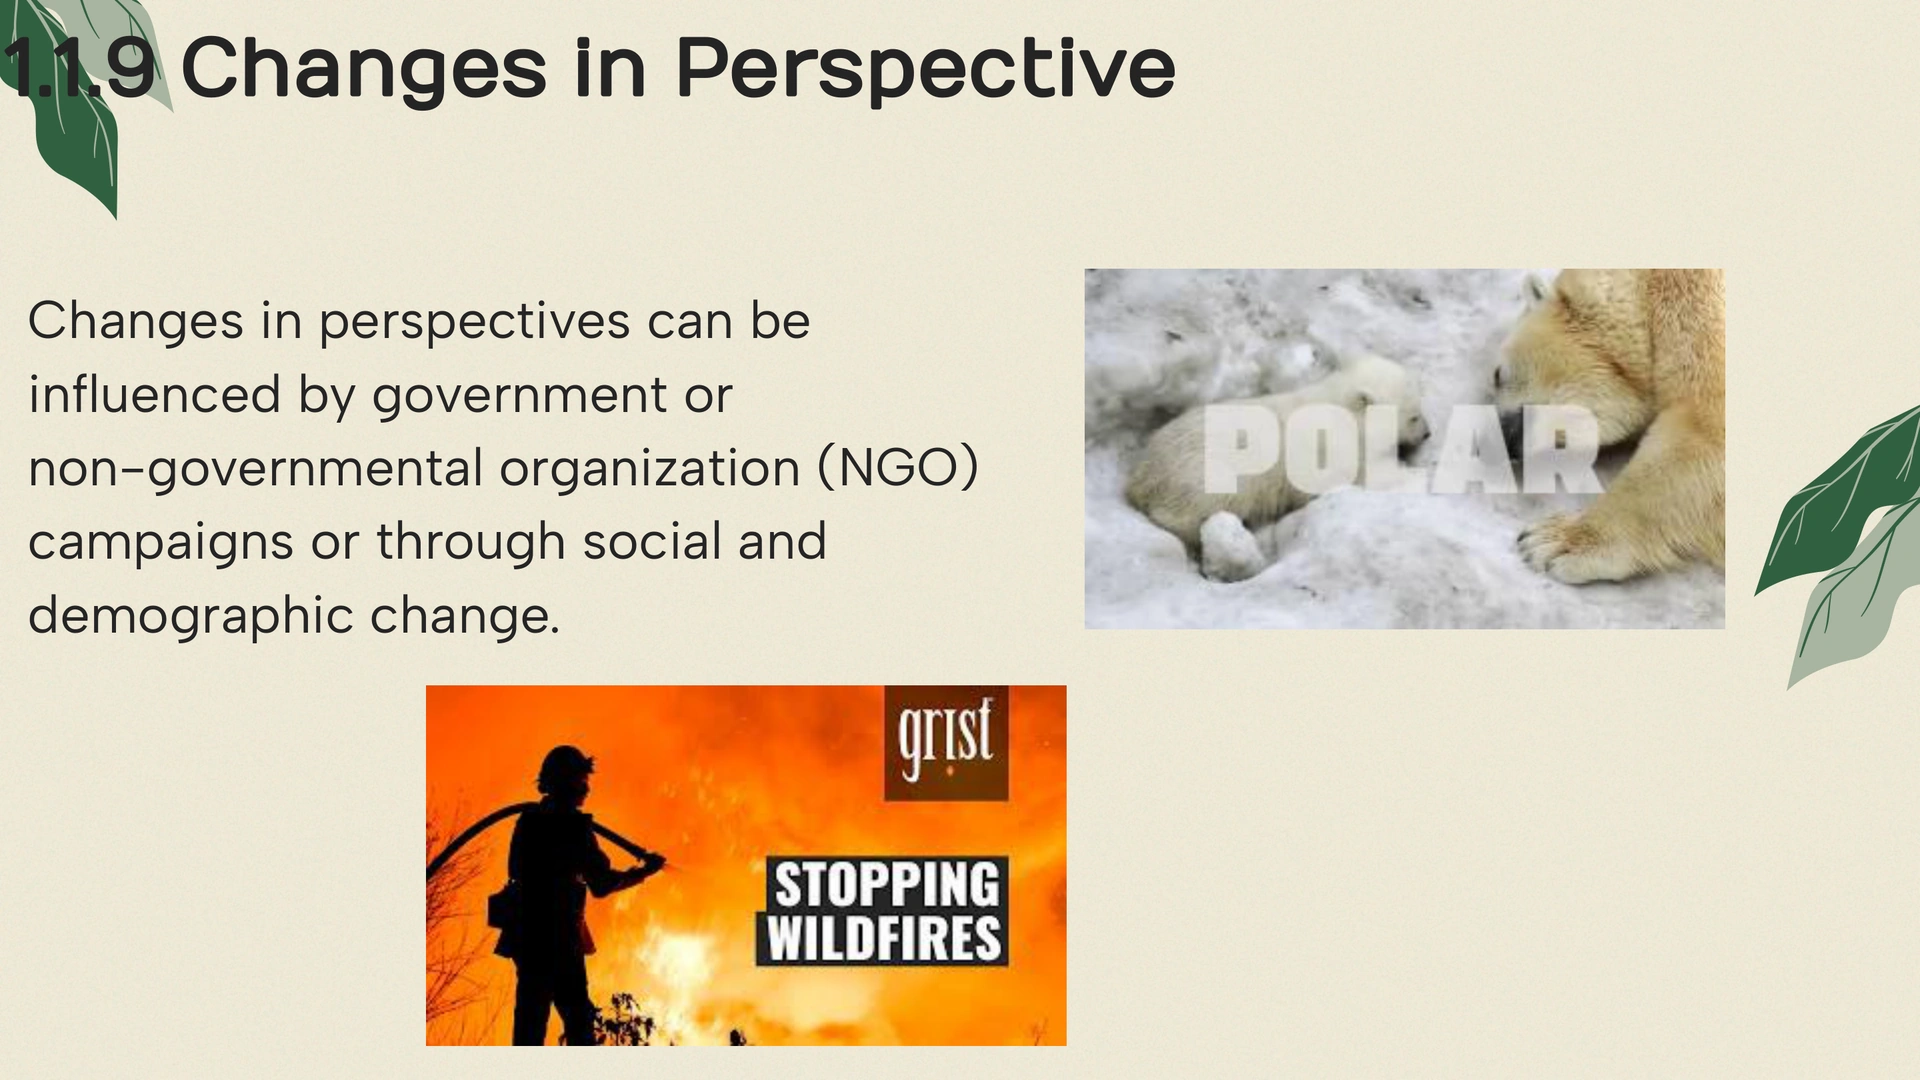 1.1.9 Changes in Perspective
Changes in perspectives can be
influenced by government or
non-governmental organization (NGO)
campaigns or through social and
demographic change.
POLAR
grist
STOPPING
WILDFIRES